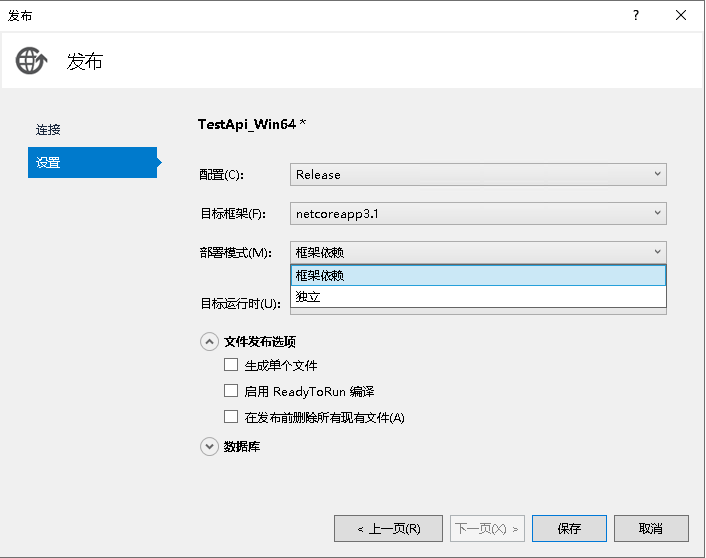 发布
?
发布
连接
设置
TestApi_Win64 *
配置(C): Release
目标框架(F): netcoreapp3.1
部署模式(M): 框架依赖
框架依赖
独立
目标运行时(U):
文件发布选项
生成单个文件
启用 ReadyToRun 编译
在发布前删除所有现有文件(A)
数据库
< 上一页(R) 下一页(X) > 保存 取消